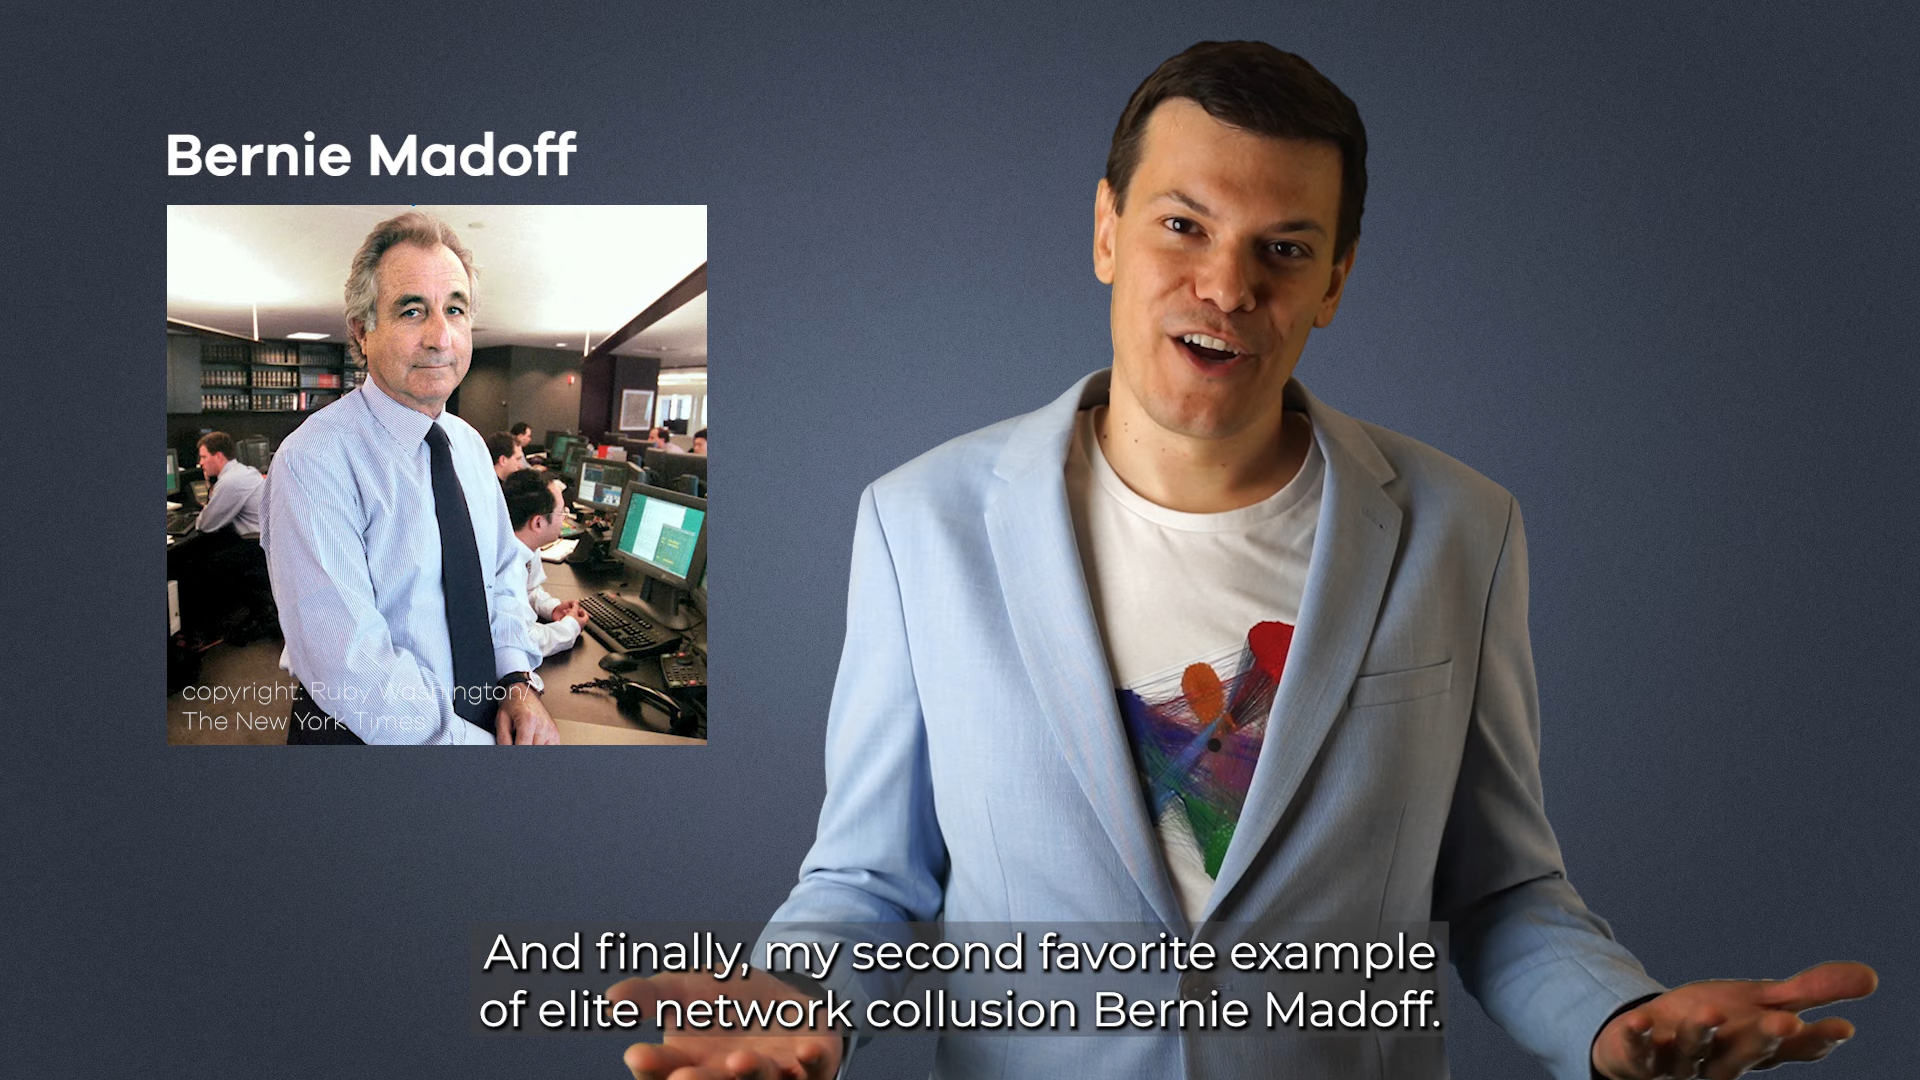 Bernie Madoff
copyright: Ruby Washington/
The New York Times
And finally, my second favorite example
of elite network collusion Bernie Madoff.